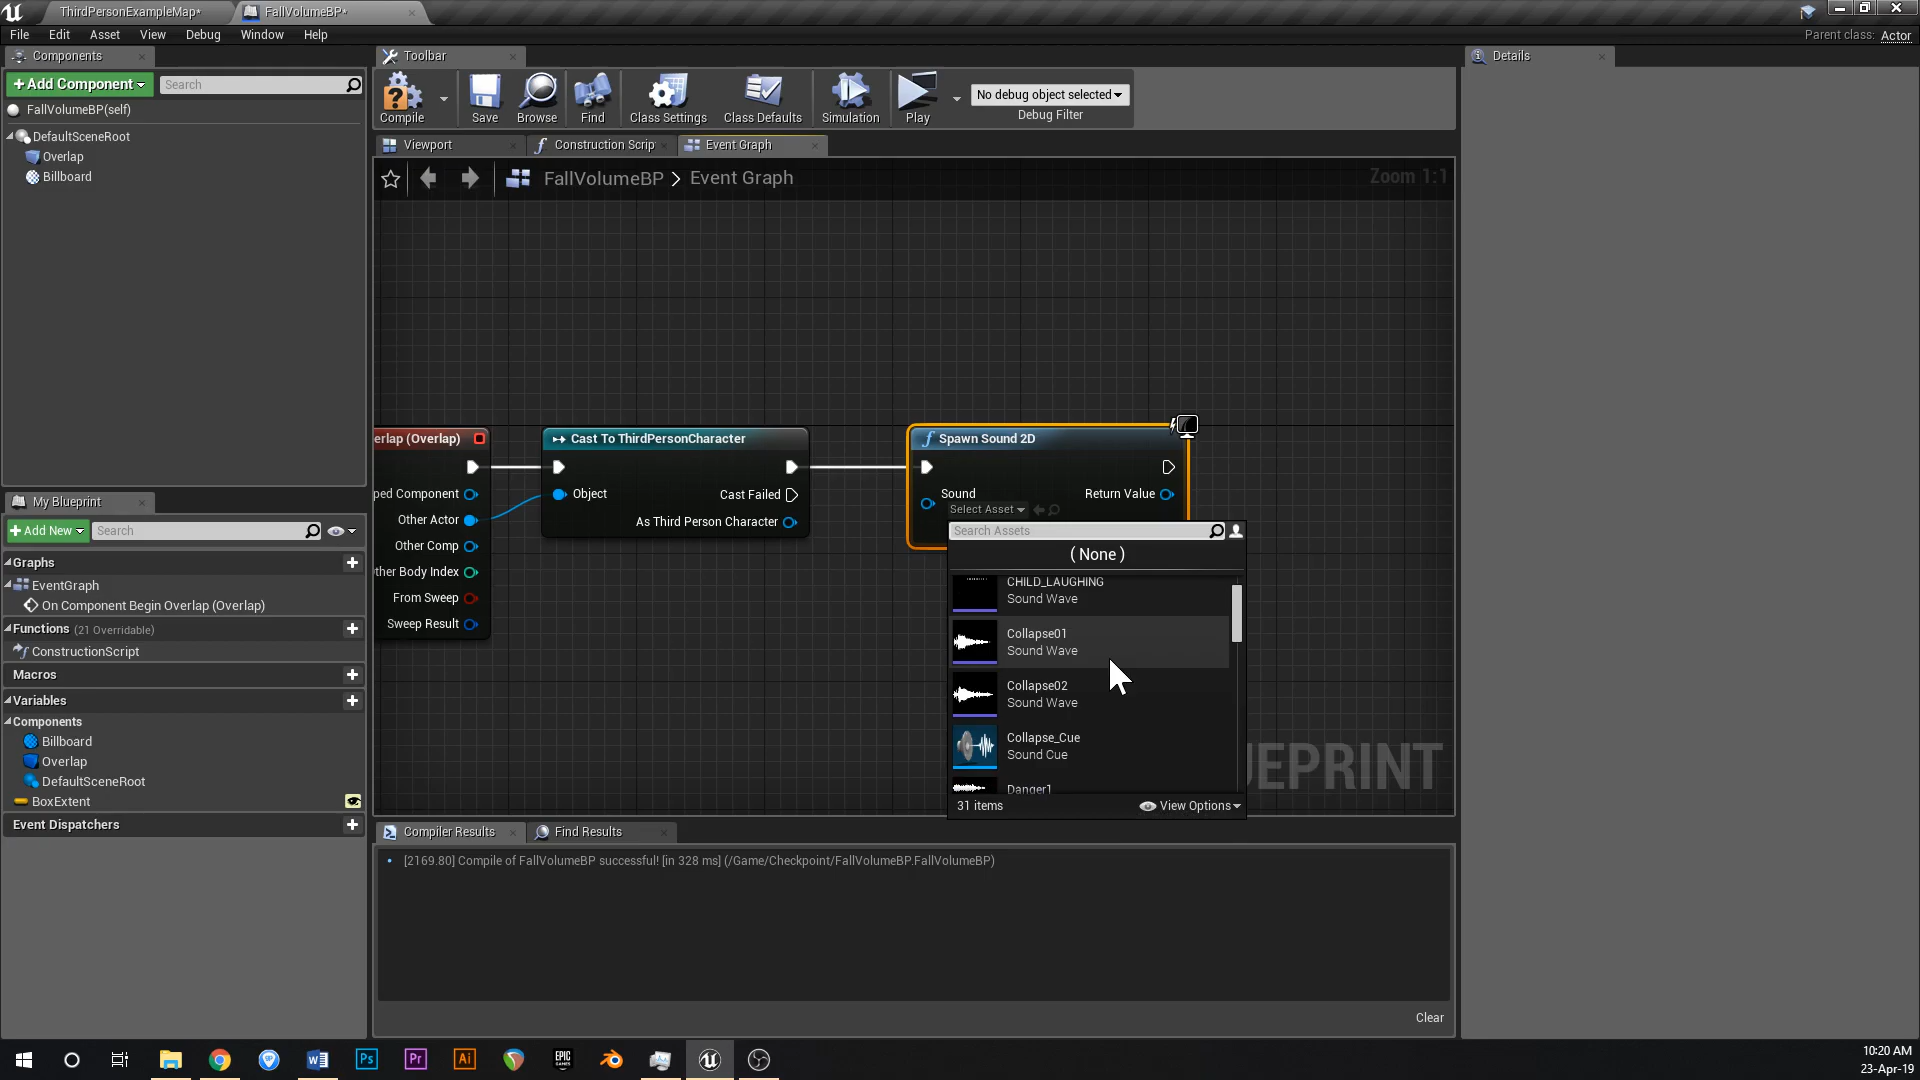 ThirdPersonExampleMap*
FallVolumeBP*
File Edit Asset View Debug Window Help
Parent class: Actor
Components
Toolbar
Details
+Add Component
Search
FallVolumeBP(self)
DefaultSceneRoot
Overlap
Billboard
Compile
Save
Browse
Find
Class Settings
Class Defaults
Simulation
Play
No debug object selected
Debug Filter
Viewport
Construction Scrip
Event Graph
FallVolumeBP > Event Graph
Zoom 1:1
erlap (Overlap)
ped Component
Other Actor
Other Comp
ther Body Index
From Sweep
Sweep Result
Cast To ThirdPersonCharacter
Object
Cast Failed
As Third Person Character
Spawn Sound 2D
Sound
Select Asset
Return Value
Search Assets
( None )
CHILD_LAUGHING
Sound Wave
Collapse01
Sound Wave
Collapse02
Sound Wave
Collapse_Cue
Sound Cue
Danger1
31 items
View Options
UEPRINT
My Blueprint
+Add New
Search
Graphs
EventGraph
On Component Begin Overlap (Overlap)
Functions (21 Overridable)
ConstructionScript
Macros
Variables
Components
Billboard
Overlap
DefaultSceneRoot
BoxExtent
Event Dispatchers
Compiler Results
Find Results
[2169.80] Compile of FallVolumeBP successful! [in 328 ms] (/Game/Checkpoint/FallVolumeBP.FallVolumeBP)
Clear
Ps
Pr
Ai
EPIC
GAMES
10:20 AM
23-Apr-19